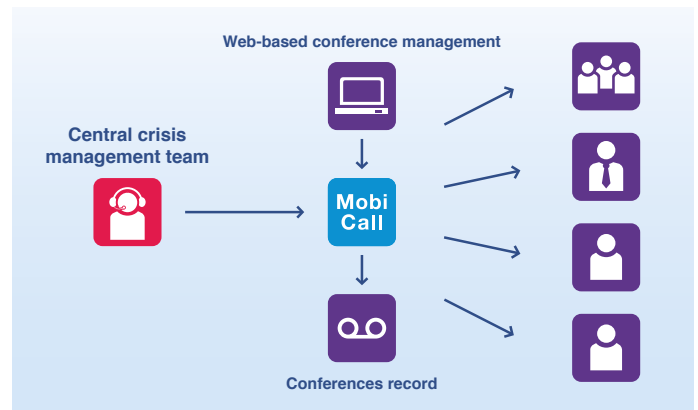 Web-based conference management
Central crisis
management team
Mobi
Call
Conferences record